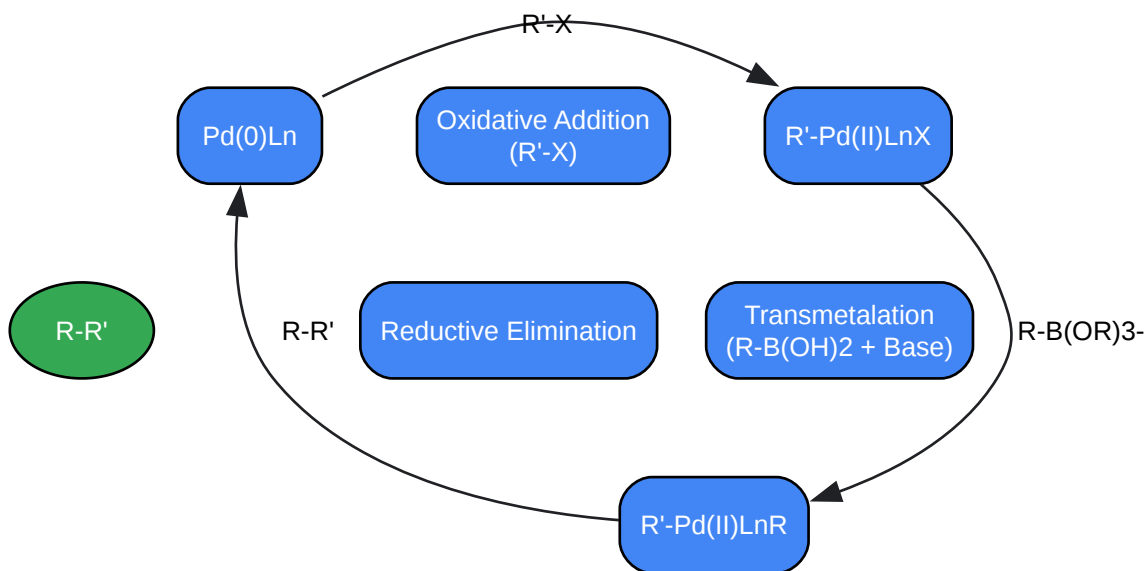 R'-X
Pd(0)Ln
Oxidative Addition
(R'-X)
R'-Pd(II)LnX
R-R'
R-R'
Reductive Elimination
Transmetalation
(R-B(OH)2 + Base)
R-B(OR)3-
R'-Pd(II)LnR